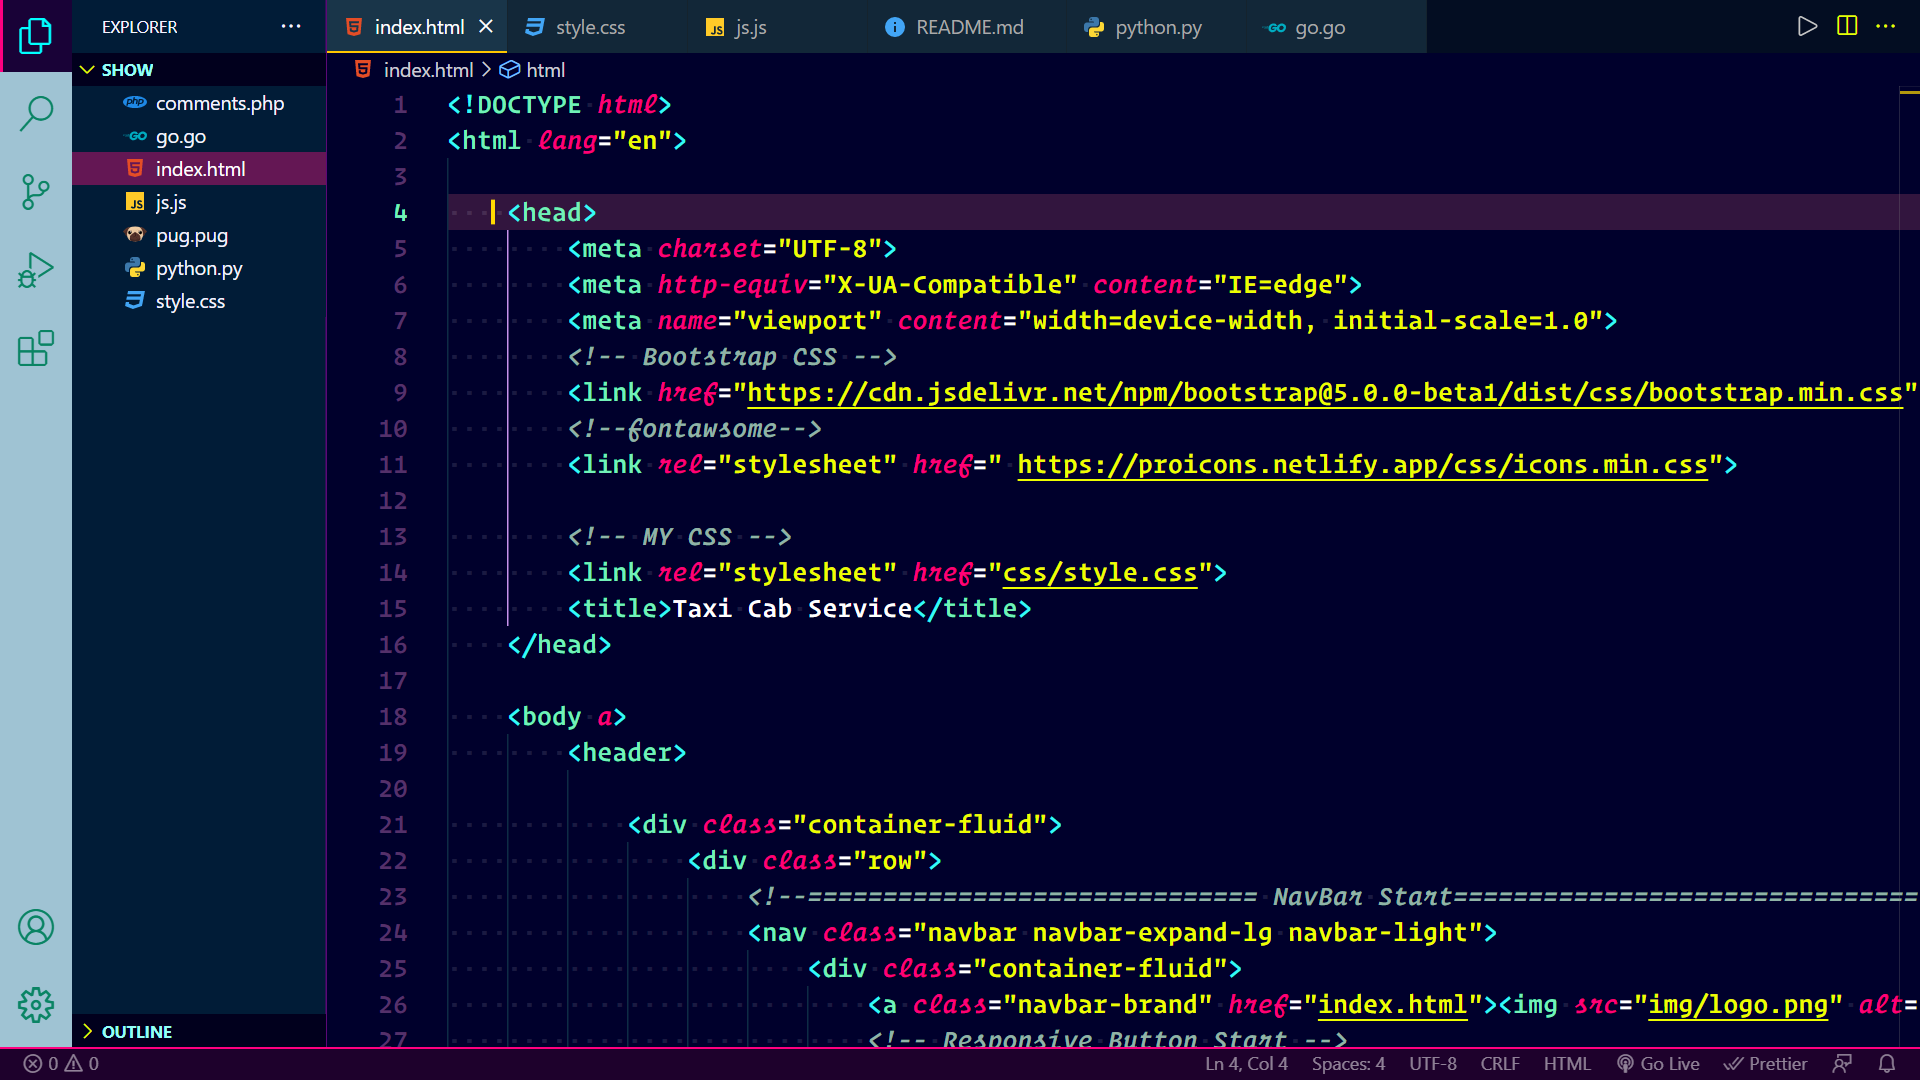 EXPLORER
SHOW
comments.php
go.go
index.html
js.js
pug.pug
python.py
style.css
OUTLINE
index.html
style.css
js.js
README.md
python.py
go.go
index.html > html
1 <!DOCTYPE html>
2 <html lang="en">
3
4 <head>
5 <meta charset="UTF-8">
6 <meta http-equiv="X-UA-Compatible" content="IE=edge">
7 <meta name="viewport" content="width=device-width, initial-scale=1.0">
8 <!-- Bootstrap CSS -->
9 <link href="https://cdn.jsdelivr.net/npm/bootstrap@5.0.0-beta1/dist/css/bootstrap.min.css"
10 <!--fontawsome-->
11 <link rel="stylesheet" href=" https://proicons.netlify.app/css/icons.min.css">
12
13 <!-- MY CSS -->
14 <link rel="stylesheet" href="css/style.css">
15 <title>Taxi Cab Service</title>
16 </head>
17
18 <body a>
19 <header>
20
21 <div class="container-fluid">
22 <div class="row">
23 <!--============================== NavBar Start===============================
24 <nav class="navbar navbar-expand-lg navbar-light">
25 <div class="container-fluid">
26 <a class="navbar-brand" href="index.html"><img src="img/logo.png" alt=
27 <!-- Responsive Button Start -->
0 0
Ln 4, Col 4
Spaces: 4
UTF-8
CRLF
HTML
Go Live
Prettier